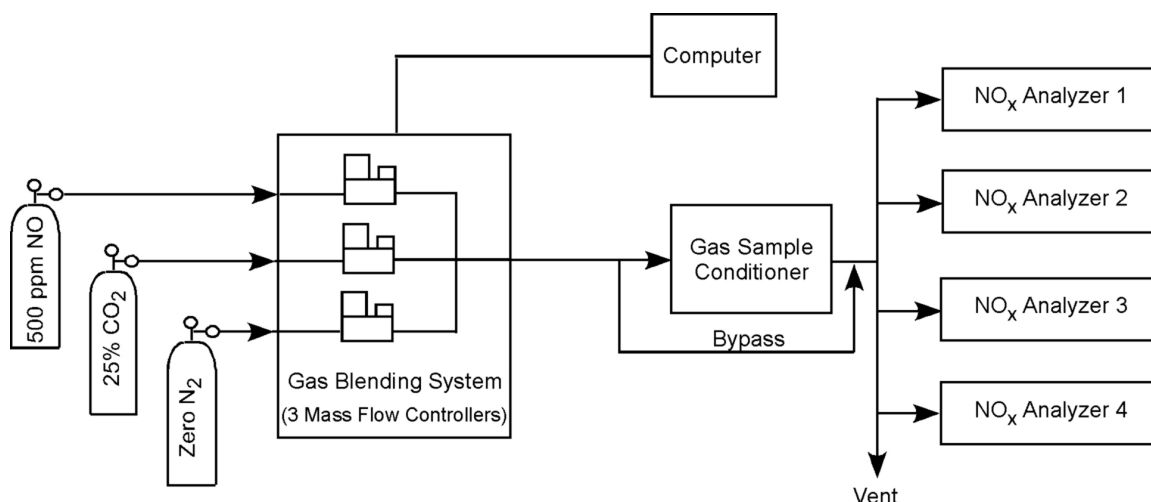 Computer
500 ppm NO
25% CO2
Zero N2
Gas Blending System
(3 Mass Flow Controllers)
Gas Sample
Conditioner
Bypass
NOx Analyzer 1
NOx Analyzer 2
NOx Analyzer 3
NOx Analyzer 4
Vent